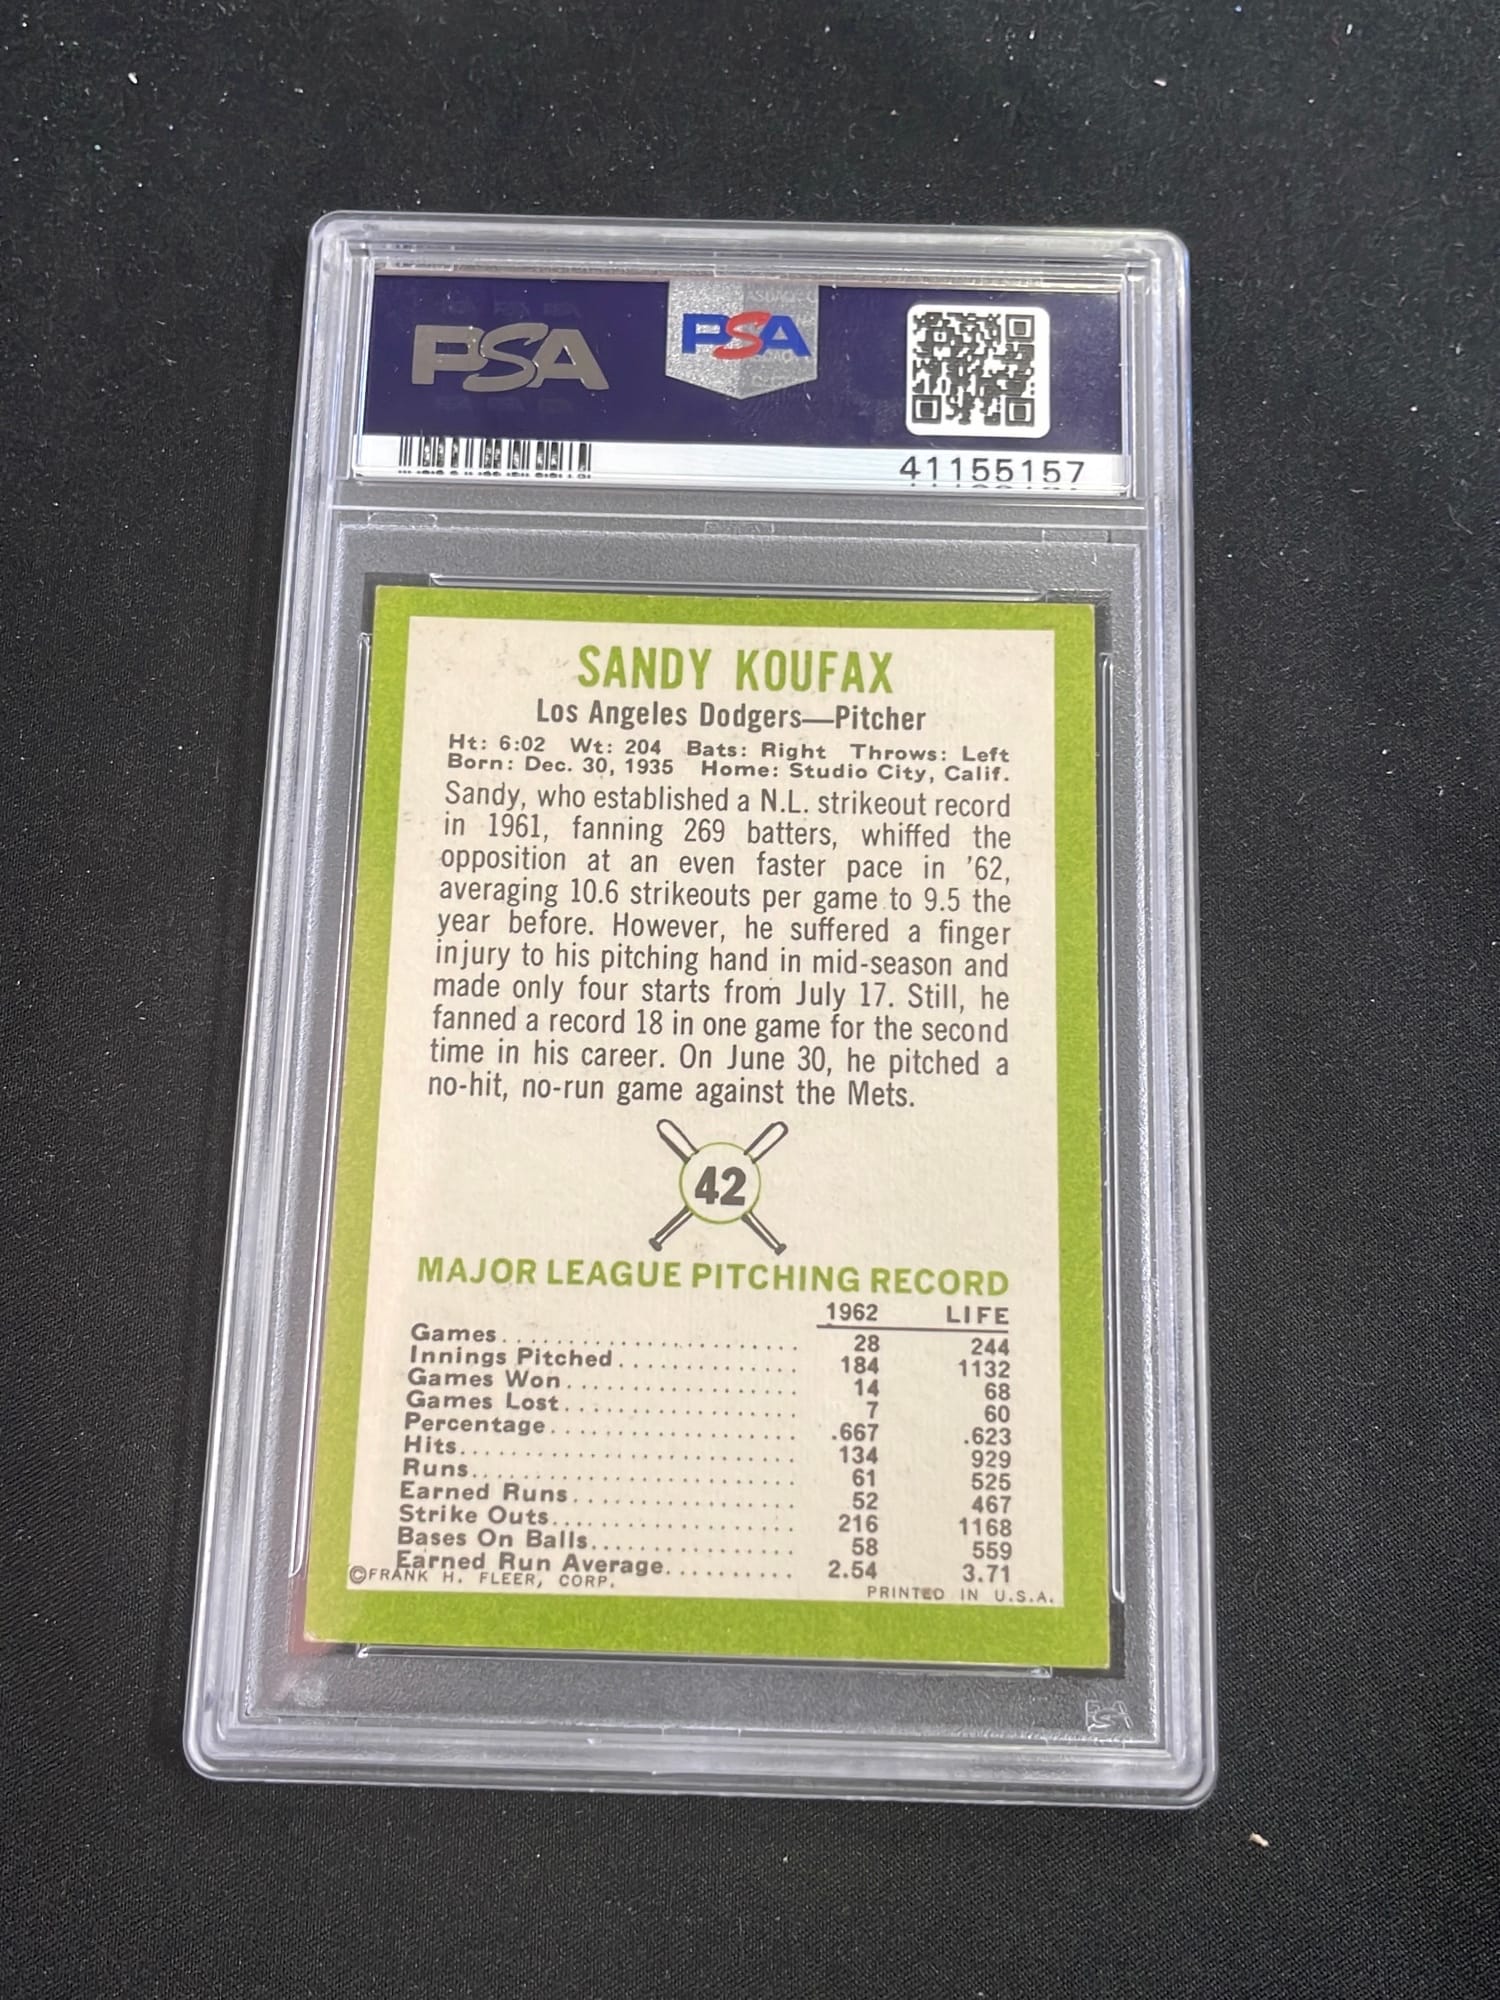 PSA
PSA
41155157
SANDY KOUFAX
Los Angeles Dodgers—Pitcher
Ht: 6:02 Wt: 204 Bats: Right Throws: Left
Born: Dec. 30, 1935 Home: Studio City, Calif.
Sandy, who established a N.L. strikeout record
in 1961, fanning 269 batters, whiffed the
opposition at an even faster pace in '62,
averaging 10.6 strikeouts per game to 9.5 the
year before. However, he suffered a finger
injury to his pitching hand in mid-season and
made only four starts from July 17. Still, he
fanned a record 18 in one game for the second
time in his career. On June 30, he pitched a
no-hit, no-run game against the Mets.
42
MAJOR LEAGUE PITCHING RECORD
1962 LIFE
Games 28 244
Innings Pitched 184 1132
Games Won 14 68
Games Lost 7 60
Percentage .667 .623
Hits 134 929
Runs 61 525
Earned Runs 52 467
Strike Outs 216 1168
Bases On Balls 58 559
Earned Run Average 2.54 3.71
©FRANK H. FLEER, CORP. PRINTED IN U.S.A.